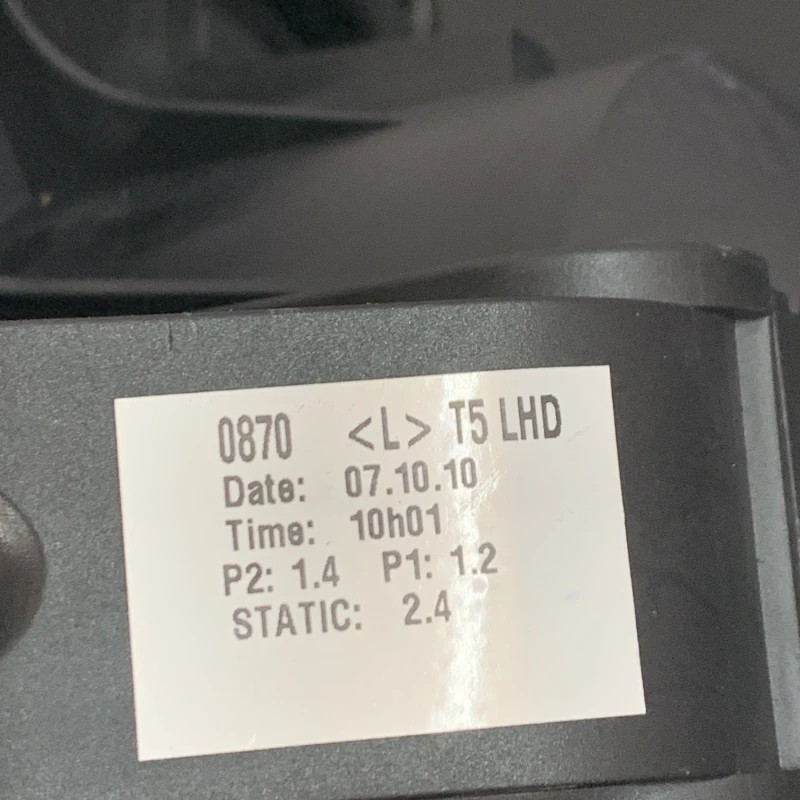 0870 <L> T5 LHD
Date: 07.10.10
Time: 10h01
P2: 1.4 P1: 1.2
STATIC: 2.4